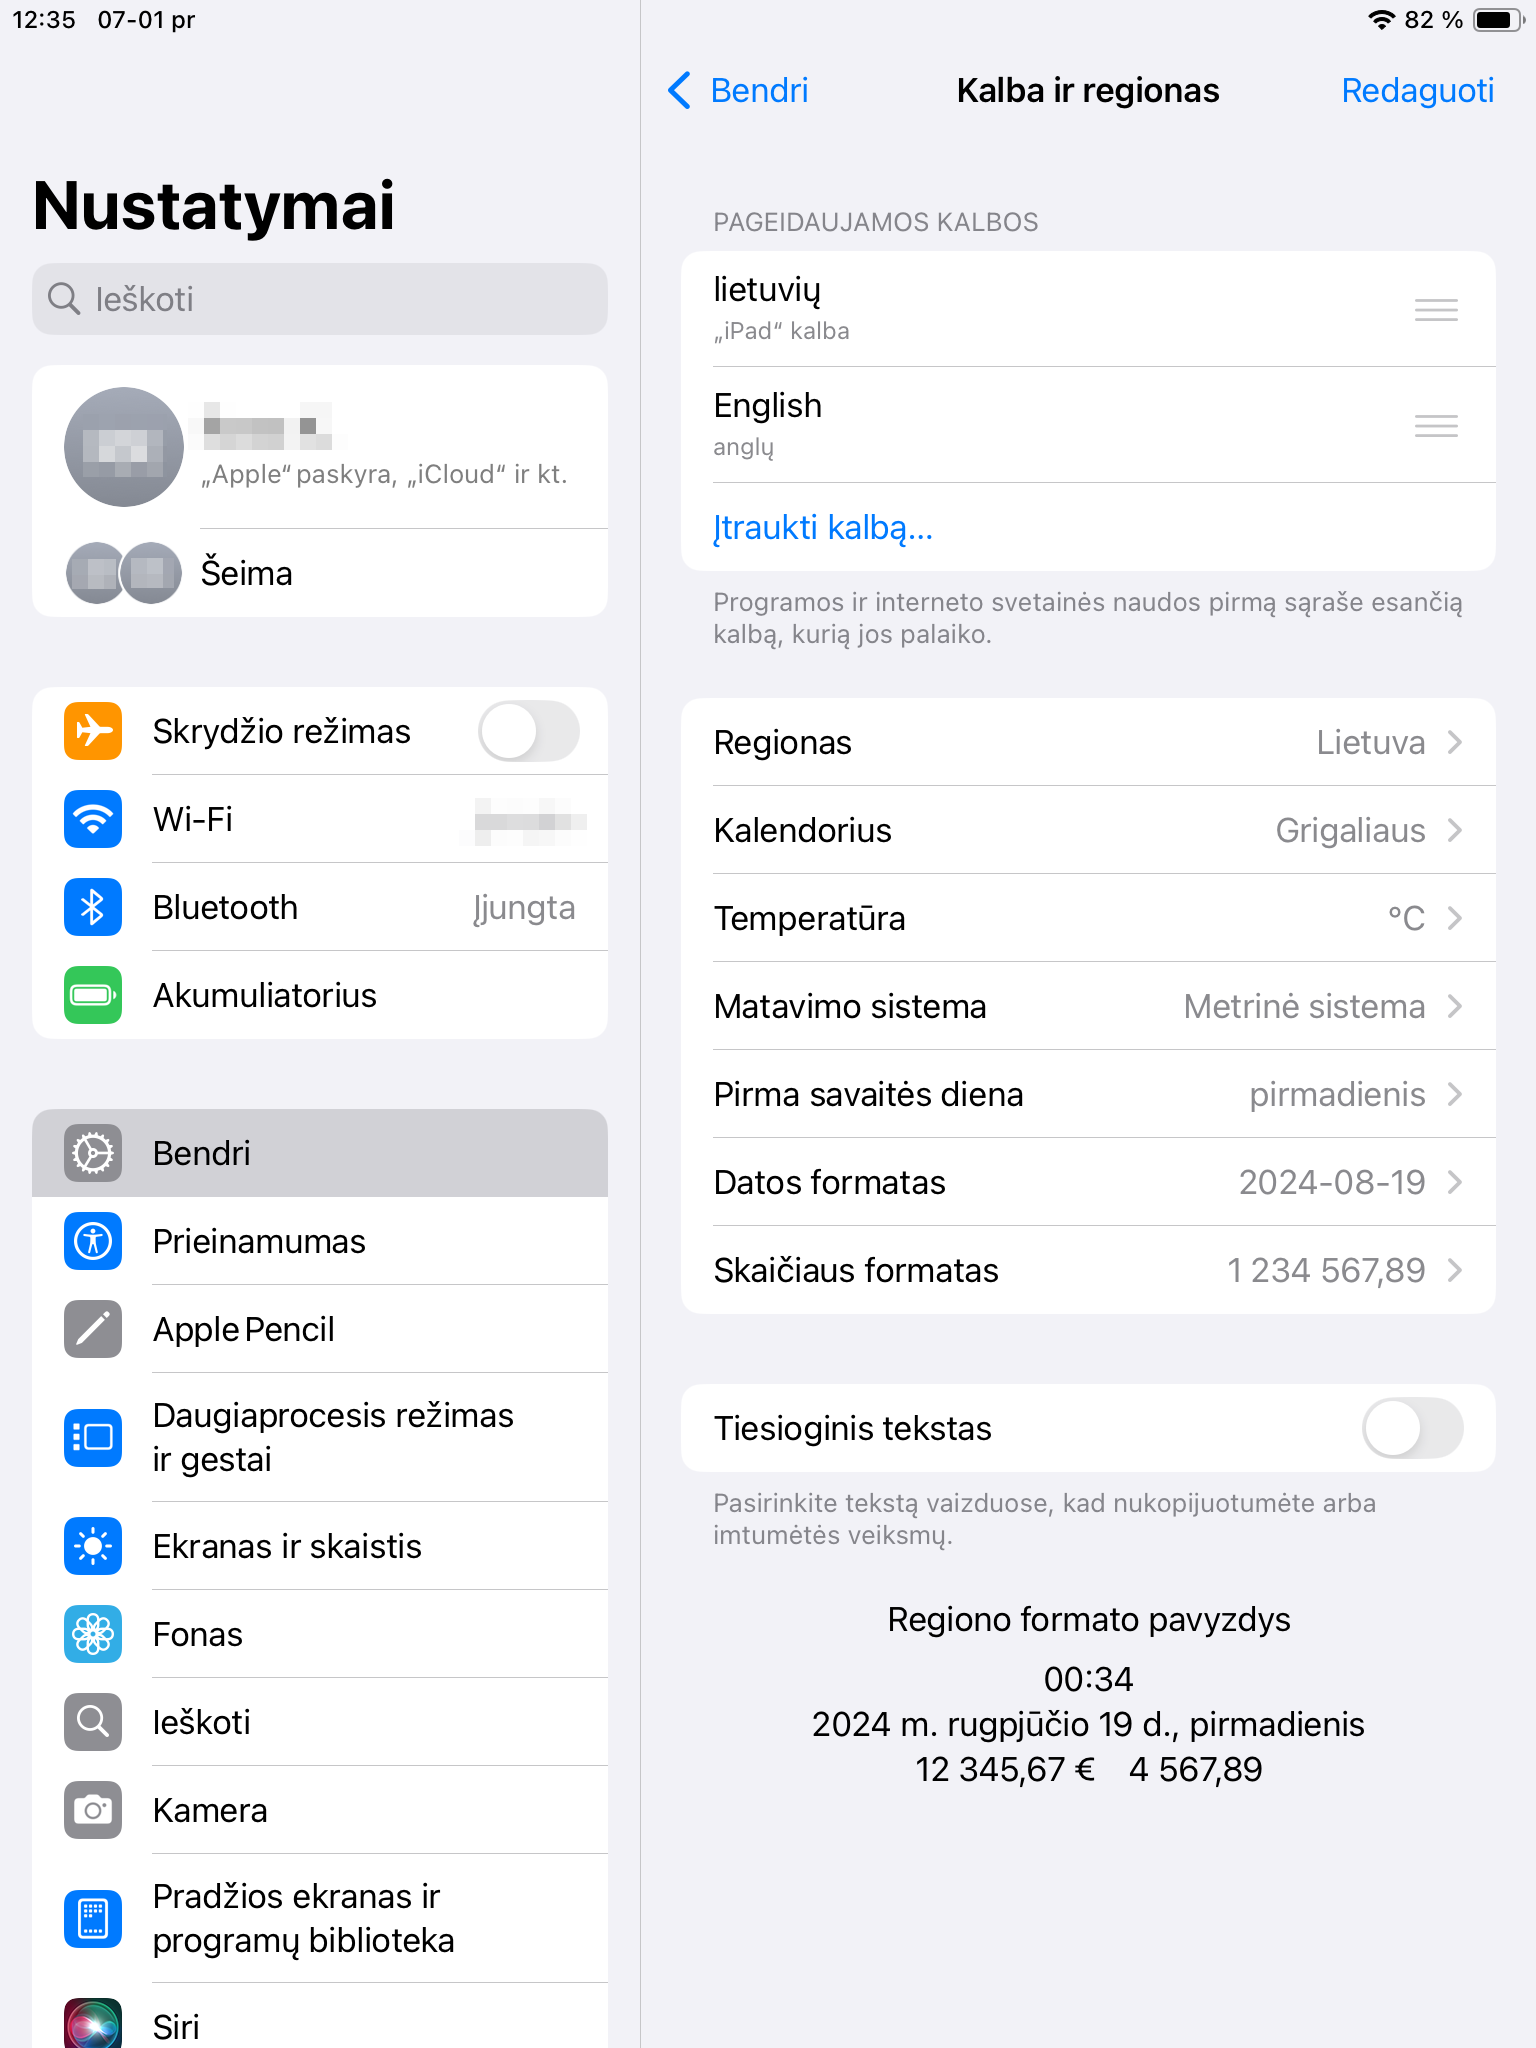 12:35 07-01 pr
82 %
Nustatymai
Ieškoti
„Apple“ paskyra, „iCloud“ ir kt.
Šeima
Skrydžio režimas
Wi-Fi
Bluetooth Įjungta
Akumuliatorius
Bendri
Prieinamumas
Apple Pencil
Daugiaprocesis režimas
ir gestai
Ekranas ir skaistis
Fonas
Ieškoti
Kamera
Pradžios ekranas ir
programų biblioteka
Siri
Bendri Kalba ir regionas Redaguoti
PAGEIDAUJAMOS KALBOS
lietuvių
„iPad“ kalba
English
anglų
Įtraukti kalbą...
Programos ir interneto svetainės naudos pirmą sąraše esančią
kalbą, kurią jos palaiko.
Regionas Lietuva
Kalendorius Grigaliaus
Temperatūra °C
Matavimo sistema Metrinė sistema
Pirma savaitės diena pirmadienis
Datos formatas 2024-08-19
Skaičiaus formatas 1 234 567,89
Tiesioginis tekstas
Pasirinkite tekstą vaizduose, kad nukopijuotumėte arba
imtumėtės veiksmų.
Regiono formato pavyzdys
00:34
2024 m. rugpjūčio 19 d., pirmadienis
12 345,67 € 4 567,89